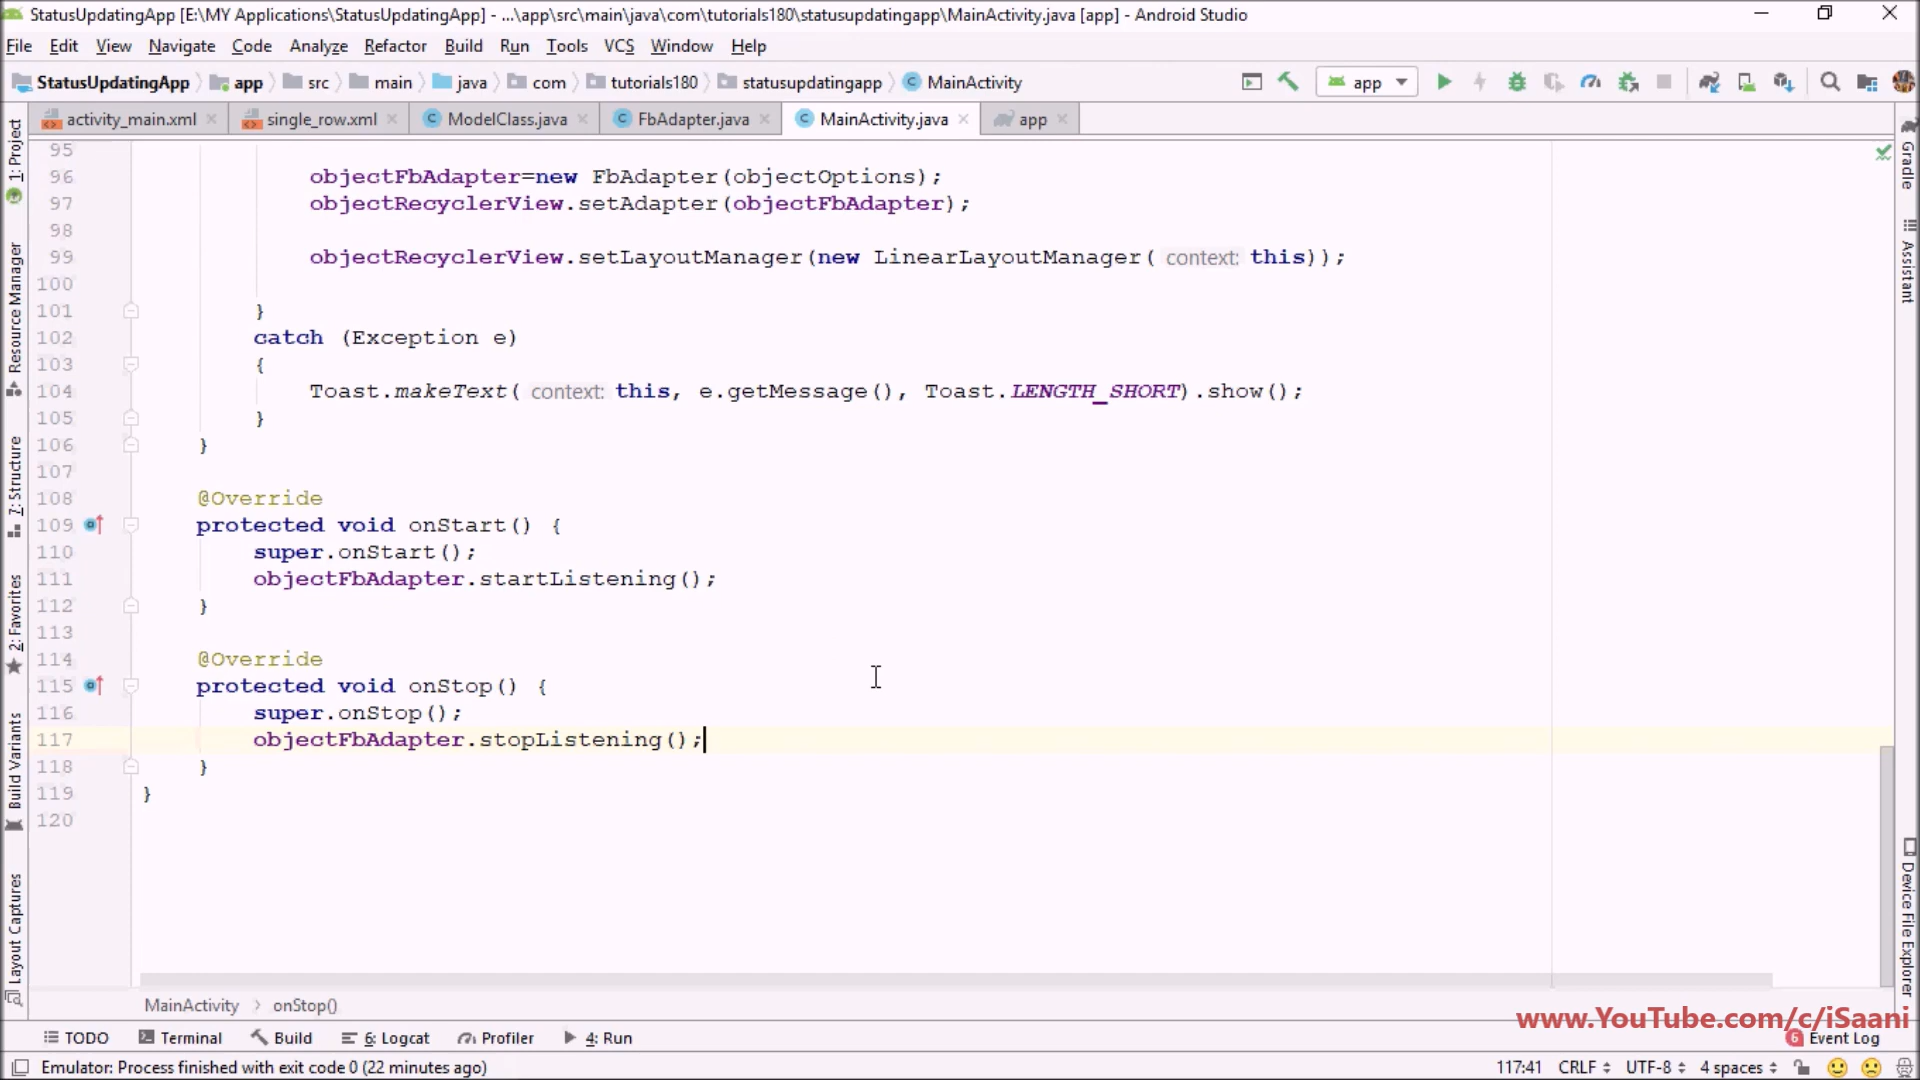 StatusUpdatingApp [E:\MY Applications\StatusUpdatingApp] - ...\app\src\main\java\com\tutorials180\statusupdatingapp\MainActivity.java [app] - Android Studio
File Edit View Navigate Code Analyze Refactor Build Run Tools VCS Window Help
StatusUpdatingApp app src main java com tutorials180 statusupdatingapp MainActivity app
activity_main.xml single_row.xml ModelClass.java FbAdapter.java MainActivity.java app
1: Project
Resource Manager
7: Structure
2: Favorites
Build Variants
Layout Captures
95
96 objectFbAdapter=new FbAdapter(objectOptions);
97 objectRecyclerView.setAdapter(objectFbAdapter);
98
99 objectRecyclerView.setLayoutManager(new LinearLayoutManager( context: this));
100
101 }
102 catch (Exception e)
103 {
104 Toast.makeText( context: this, e.getMessage(), Toast.LENGTH_SHORT).show();
105 }
106 }
107
108 @Override
109 protected void onStart() {
110 super.onStart();
111 objectFbAdapter.startListening();
112 }
113
114 @Override
115 protected void onStop() {
116 super.onStop();
117 objectFbAdapter.stopListening();
118 }
119 }
120
Gradle
Assistant
Device File Explorer
MainActivity > onStop()
www.YouTube.com/c/iSaani
TODO Terminal Build 6: Logcat Profiler 4: Run 6 Event Log
Emulator: Process finished with exit code 0 (22 minutes ago) 117:41 CRLF UTF-8 4 spaces